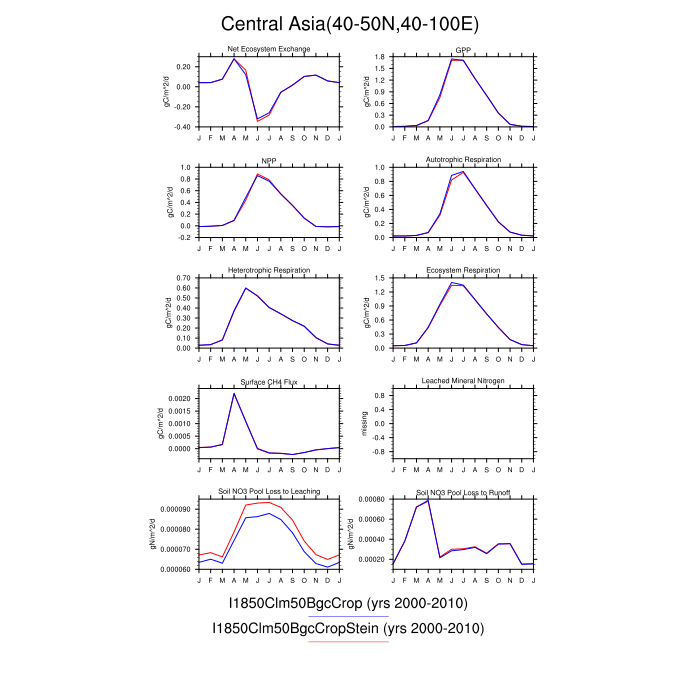 Central Asia(40-50N,40-100E)
Net Ecosystem Exchange
gC/m^2/d
0.20
0.00
-0.20
-0.40
J F M A M J J A S O N D J
GPP
gC/m^2/d
1.8
1.5
1.2
0.9
0.6
0.3
0.0
J F M A M J J A S O N D J
NPP
gC/m^2/d
1.0
0.8
0.6
0.4
0.2
0.0
-0.2
J F M A M J J A S O N D J
Autotrophic Respiration
gC/m^2/d
1.0
0.8
0.6
0.4
0.2
0.0
J F M A M J J A S O N D J
Heterotrophic Respiration
gC/m^2/d
0.70
0.60
0.50
0.40
0.30
0.20
0.10
0.00
J F M A M J J A S O N D J
Ecosystem Respiration
gC/m^2/d
1.5
1.2
0.9
0.6
0.3
0.0
J F M A M J J A S O N D J
Surface CH4 Flux
gC/m^2/d
0.0020
0.0015
0.0010
0.0005
0.0000
J F M A M J J A S O N D J
Leached Mineral Nitrogen
missing
0.8
0.4
-0.0
-0.4
-0.8
J F M A M J J A S O N D J
Soil NO3 Pool Loss to Leaching
gN/m^2/d
0.000090
0.000080
0.000070
0.000060
J F M A M J J A S O N D J
Soil NO3 Pool Loss to Runoff
gN/m^2/d
0.00080
0.00060
0.00040
0.00020
J F M A M J J A S O N D J
I1850Clm50BgcCrop (yrs 2000-2010)
I1850Clm50BgcCropStein (yrs 2000-2010)